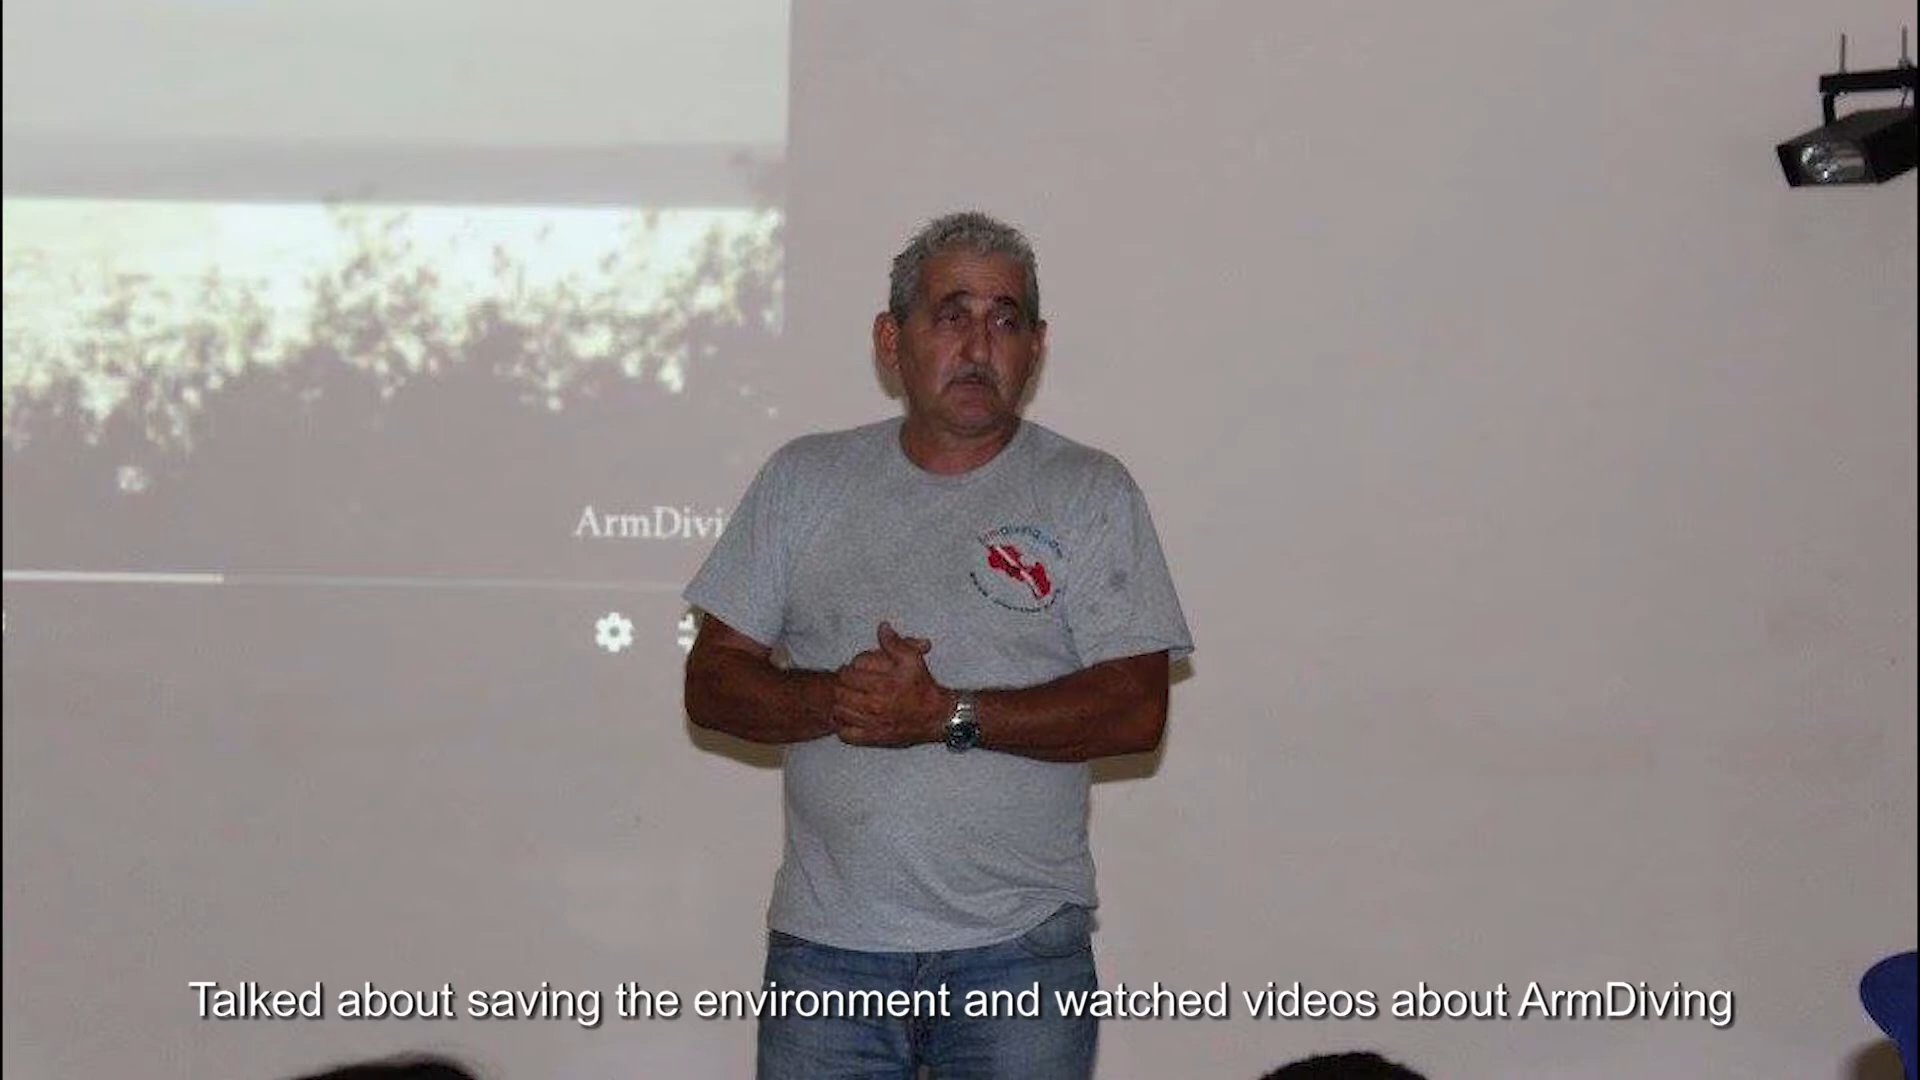 ArmDivi
Talked about saving the environment and watched videos about ArmDiving